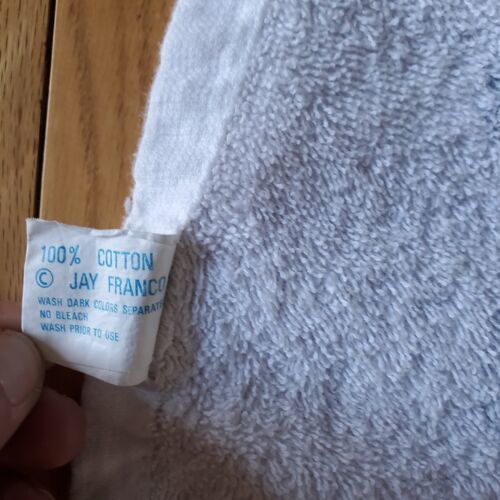 100% COTTON
© JAY FRANCO
WASH DARK COLORS SEPARATE
NO BLEACH
WASH PRIOR TO USE